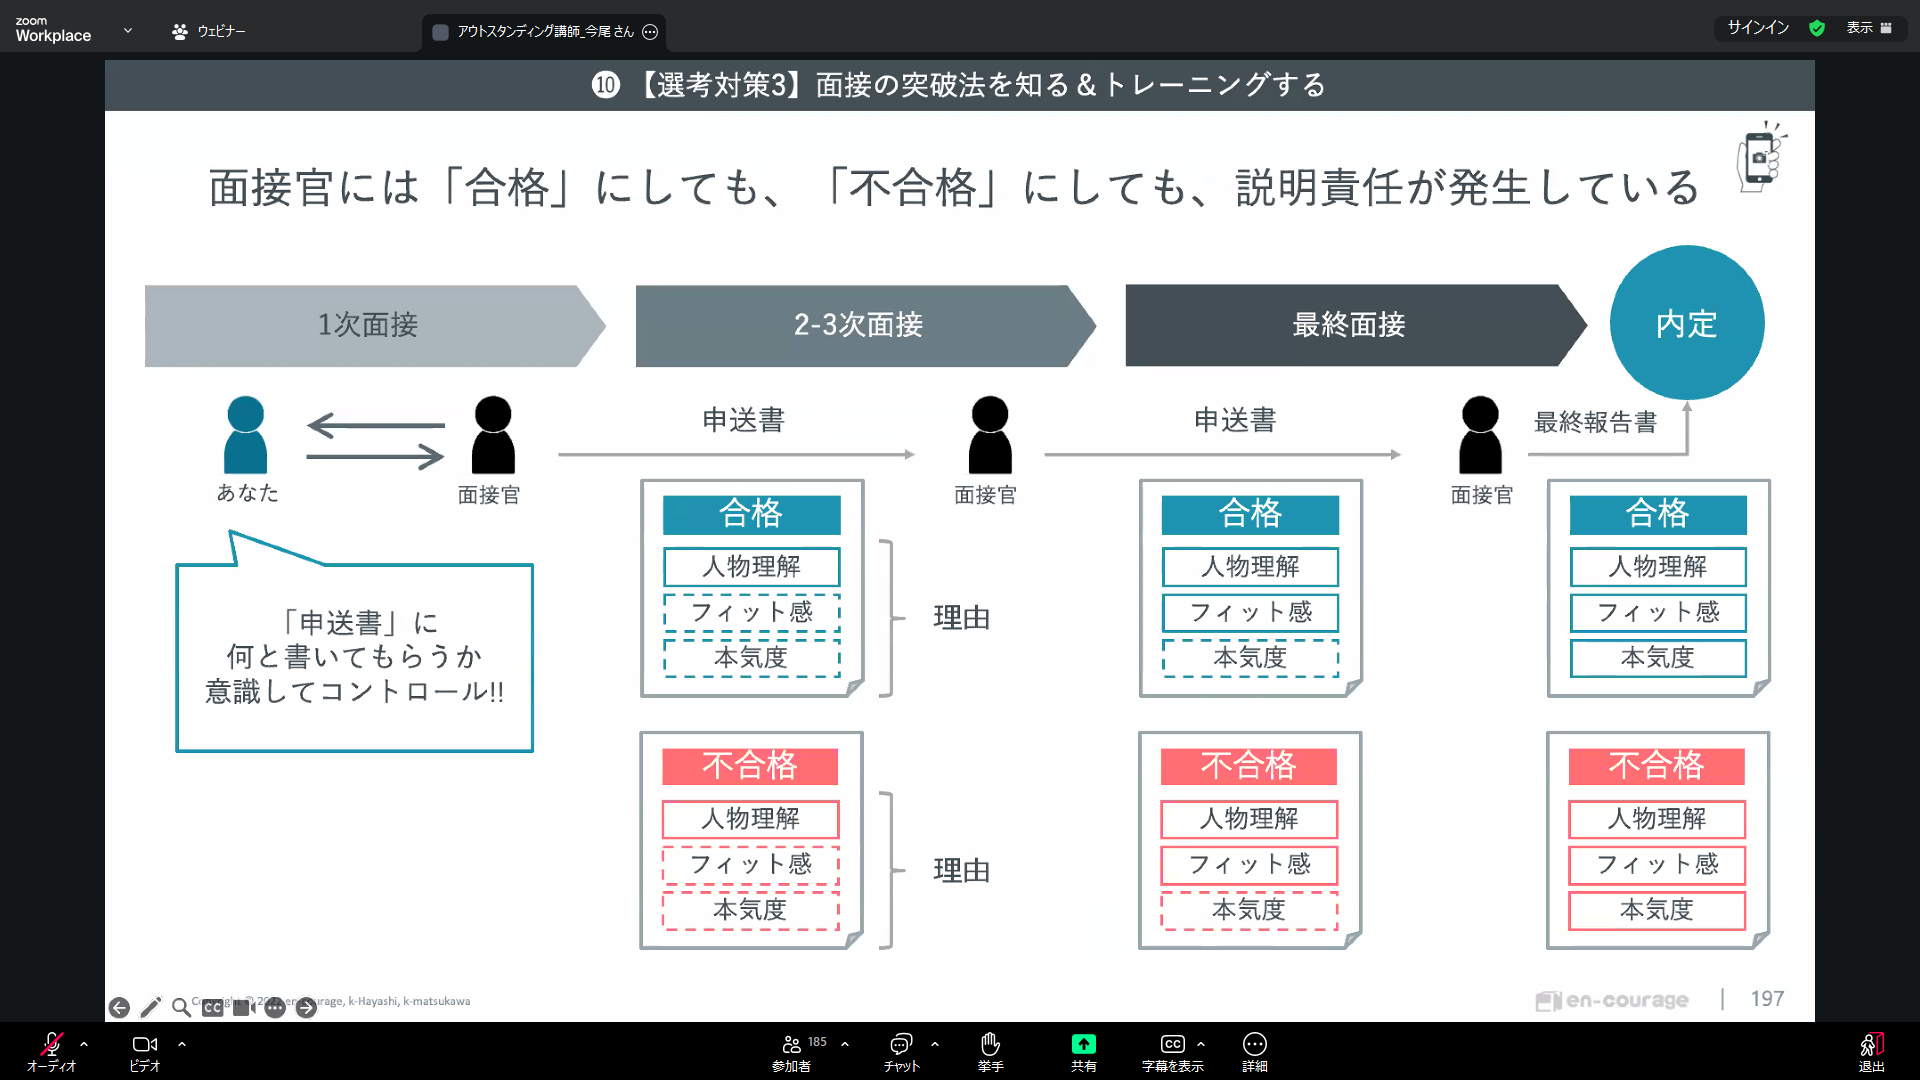 zoom
Workplace
ウェビナー
アウトスタンディング講師_今尾 さん
サインイン
表示
❿ 【選考対策3】面接の突破法を知る＆トレーニングする
面接官には「合格」にしても、「不合格」にしても、説明責任が発生している
1次面接
2-3次面接
最終面接
内定
あなた
面接官
申送書
面接官
申送書
面接官
最終報告書
「申送書」に
何と書いてもらうか
意識してコントロール!!
合格
人物理解
フィット感
本気度
理由
合格
人物理解
フィット感
本気度
合格
人物理解
フィット感
本気度
不合格
人物理解
フィット感
本気度
理由
不合格
人物理解
フィット感
本気度
不合格
人物理解
フィット感
本気度
en-courage, k-Hayashi, k-matsukawa
CC
en-courage
197
オーディオ
ビデオ
185
参加者
チャット
挙手
共有
CC
字幕を表示
詳細
退出